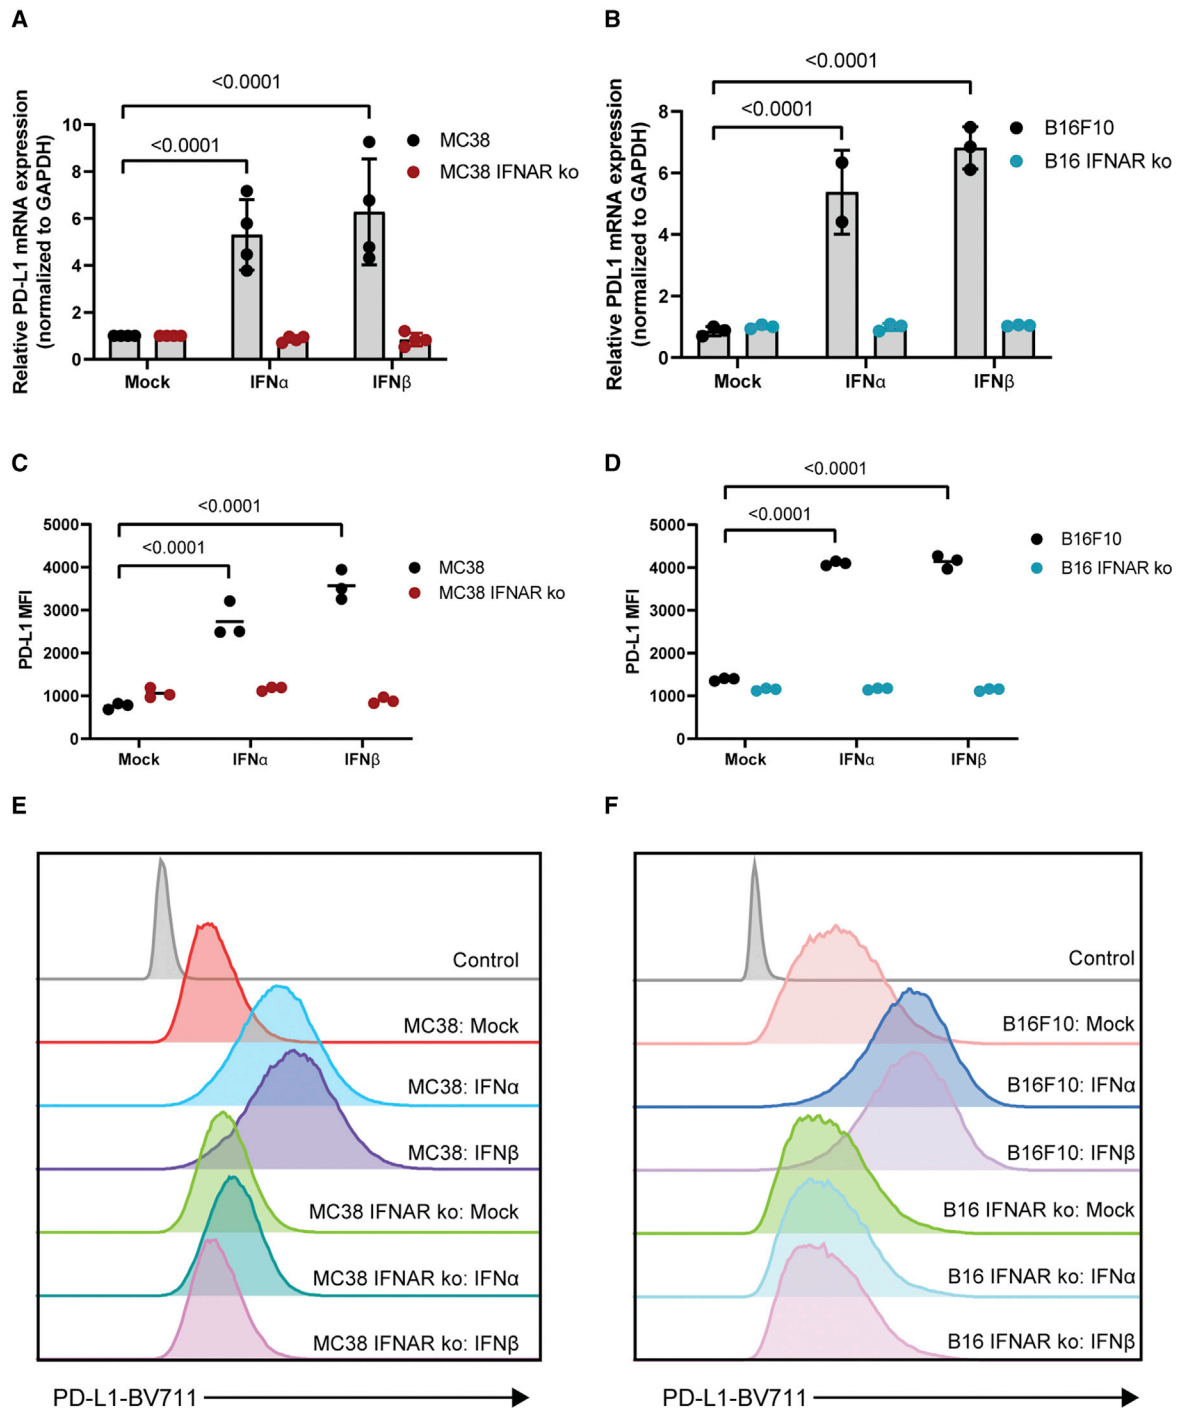 A
<0.0001
<0.0001
Relative PD-L1 mRNA expression
(normalized to GAPDH)
10
8
6
4
2
0
Mock
IFNα
IFNβ
MC38
MC38 IFNAR ko
B
<0.0001
<0.0001
Relative PDL1 mRNA expression
(normalized to GAPDH)
8
6
4
2
0
Mock
IFNα
IFNβ
B16F10
B16 IFNAR ko
C
<0.0001
<0.0001
PD-L1 MFI
5000
4000
3000
2000
1000
0
Mock
IFNα
IFNβ
MC38
MC38 IFNAR ko
D
<0.0001
<0.0001
PD-L1 MFI
5000
4000
3000
2000
1000
0
Mock
IFNα
IFNβ
B16F10
B16 IFNAR ko
E
Control
MC38: Mock
MC38: IFNα
MC38: IFNβ
MC38 IFNAR ko: Mock
MC38 IFNAR ko: IFNα
MC38 IFNAR ko: IFNβ
PD-L1-BV711
F
Control
B16F10: Mock
B16F10: IFNα
B16F10: IFNβ
B16 IFNAR ko: Mock
B16 IFNAR ko: IFNα
B16 IFNAR ko: IFNβ
PD-L1-BV711